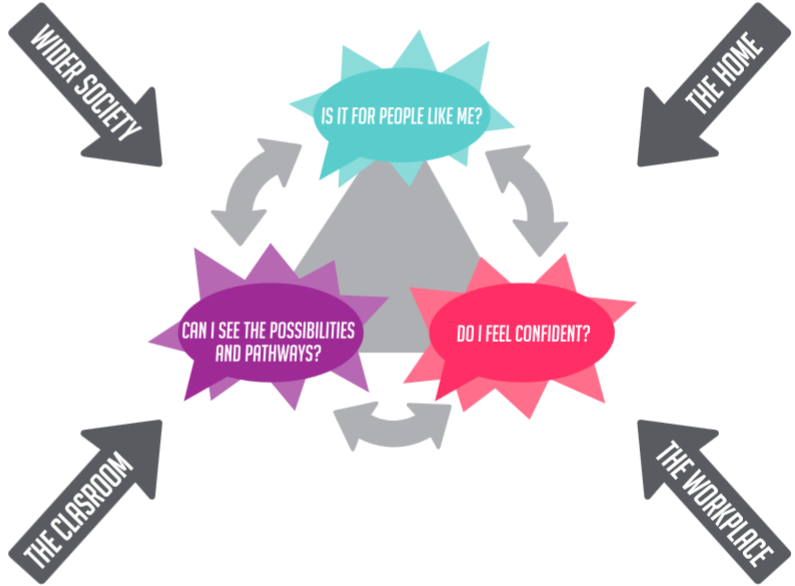 WIDER SOCIETY
THE HOME
IS IT FOR PEOPLE LIKE ME?
CAN I SEE THE POSSIBILITIES
AND PATHWAYS?
DO I FEEL CONFIDENT?
THE CLASROOM
THE WORKPLACE